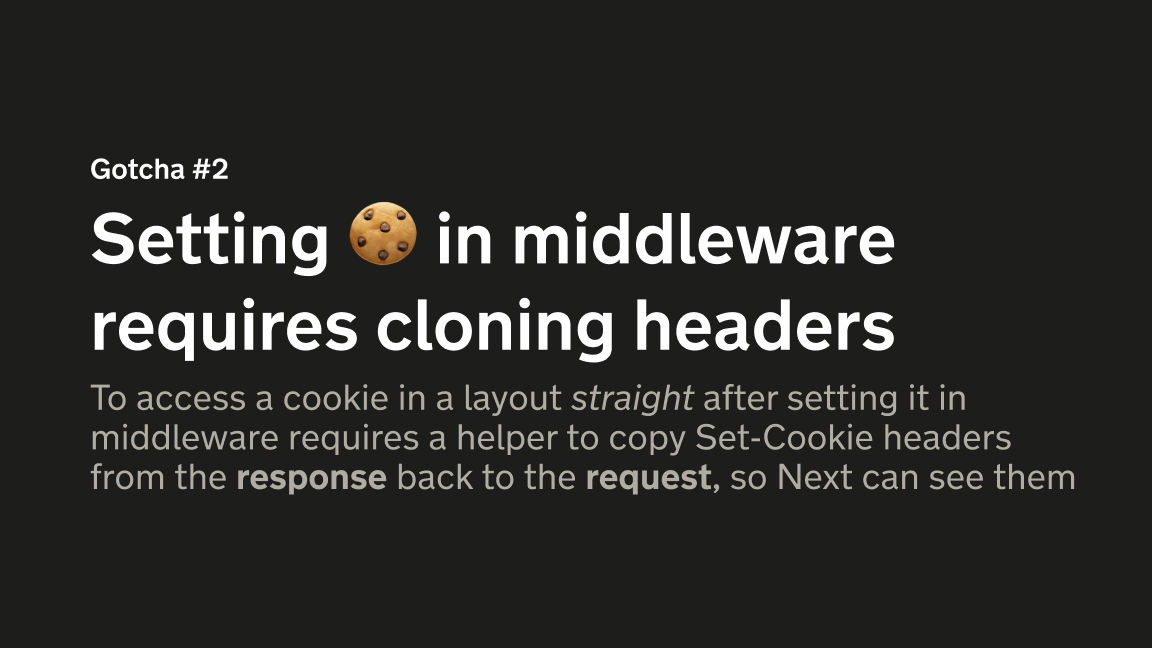 Gotcha #2
Setting 🍪 in middleware
requires cloning headers
To access a cookie in a layout straight after setting it in
middleware requires a helper to copy Set-Cookie headers
from the response back to the request, so Next can see them